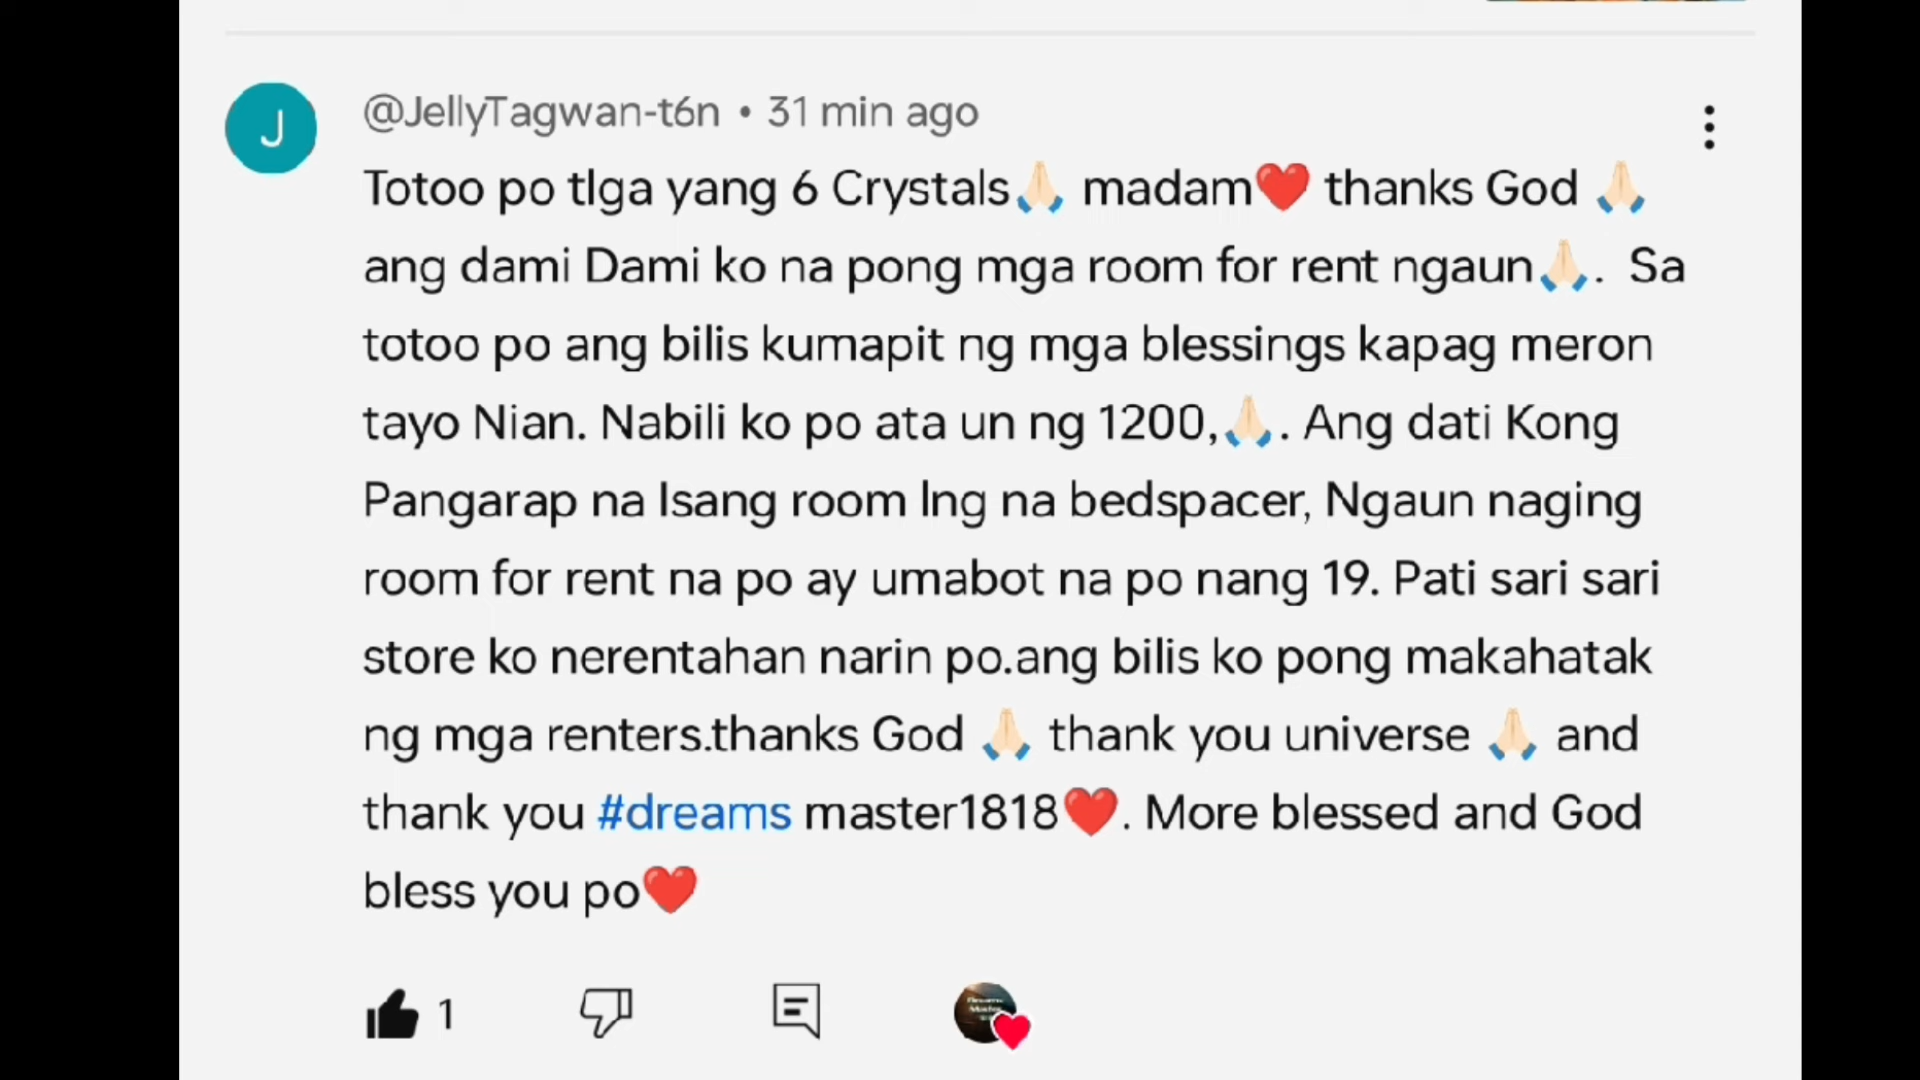 @JellyTagwan-t6n • 31 min ago
Totoo po tlga yang 6 Crystals🙏🏻 madam❤️ thanks God 🙏🏻
ang dami Dami ko na pong mga room for rent ngaun🙏🏻. Sa
totoo po ang bilis kumapit ng mga blessings kapag meron
tayo Nian. Nabili ko po ata un ng 1200,🙏🏻. Ang dati Kong
Pangarap na Isang room lng na bedspacer, Ngaun naging
room for rent na po ay umabot na po nang 19. Pati sari sari
store ko nerentahan narin po.ang bilis ko pong makahatak
ng mga renters.thanks God 🙏🏻 thank you universe 🙏🏻 and
thank you #dreams master1818❤️. More blessed and God
bless you po❤️
1